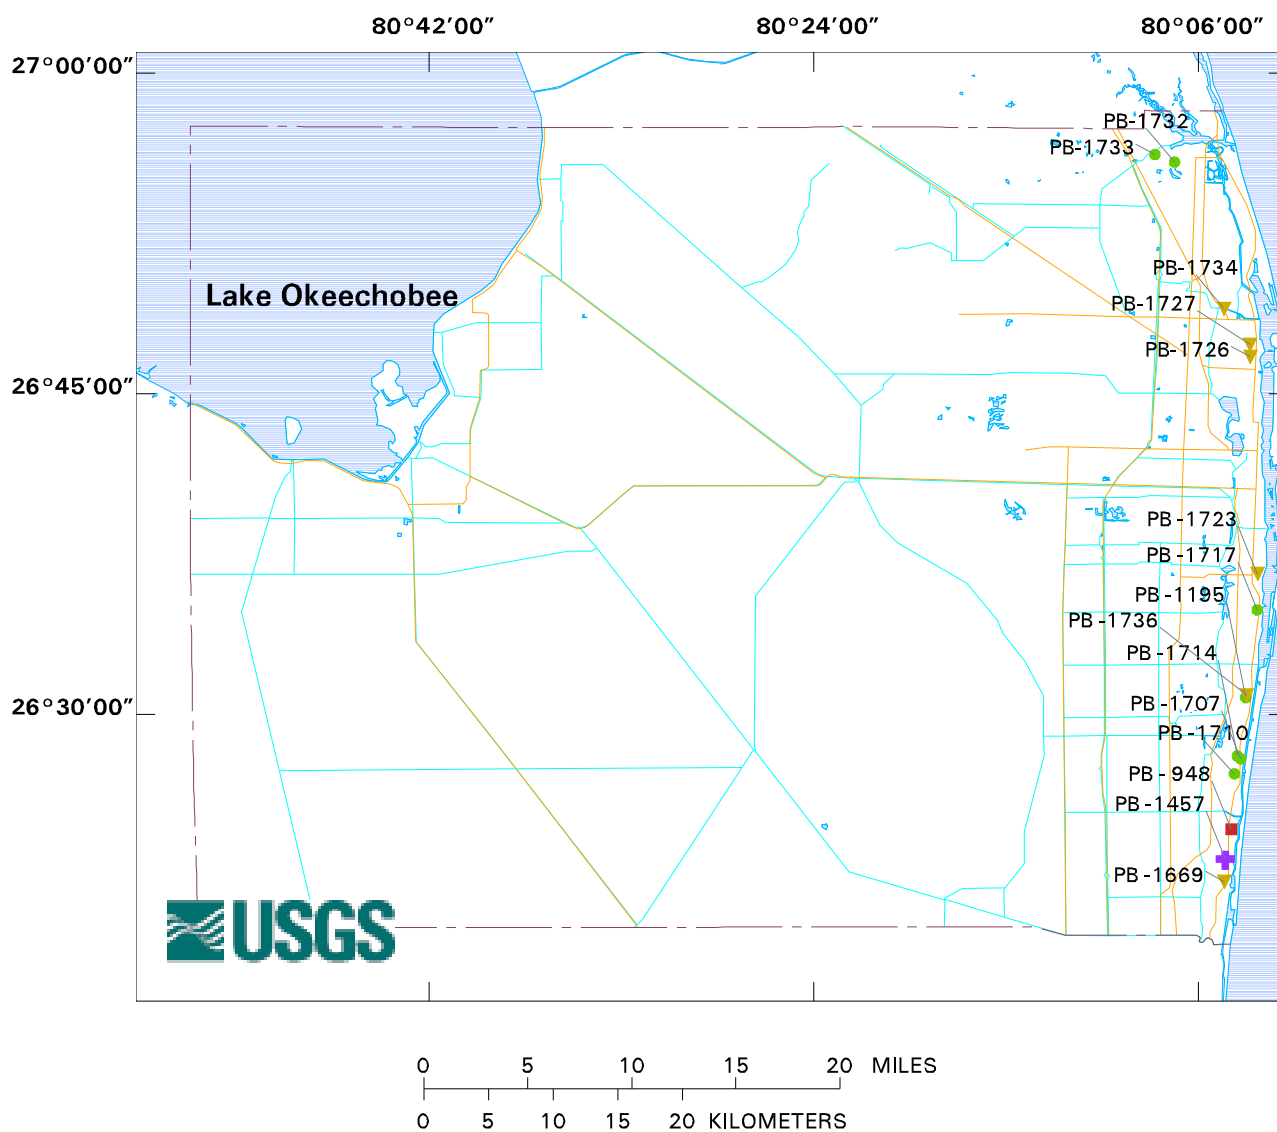 80°42'00" 80°24'00" 80°06'00"
27°00'00"
PB-1732
PB-1733
PB-1734
Lake Okeechobee
PB-1727
PB-1726
26°45'00"
PB-1723
PB-1717
PB-1195
PB-1736
PB-1714
26°30'00"
PB-1707
PB-1710
PB-948
PB-1457
PB-1669
USGS
0 5 10 15 20 MILES
0 5 10 15 20 KILOMETERS